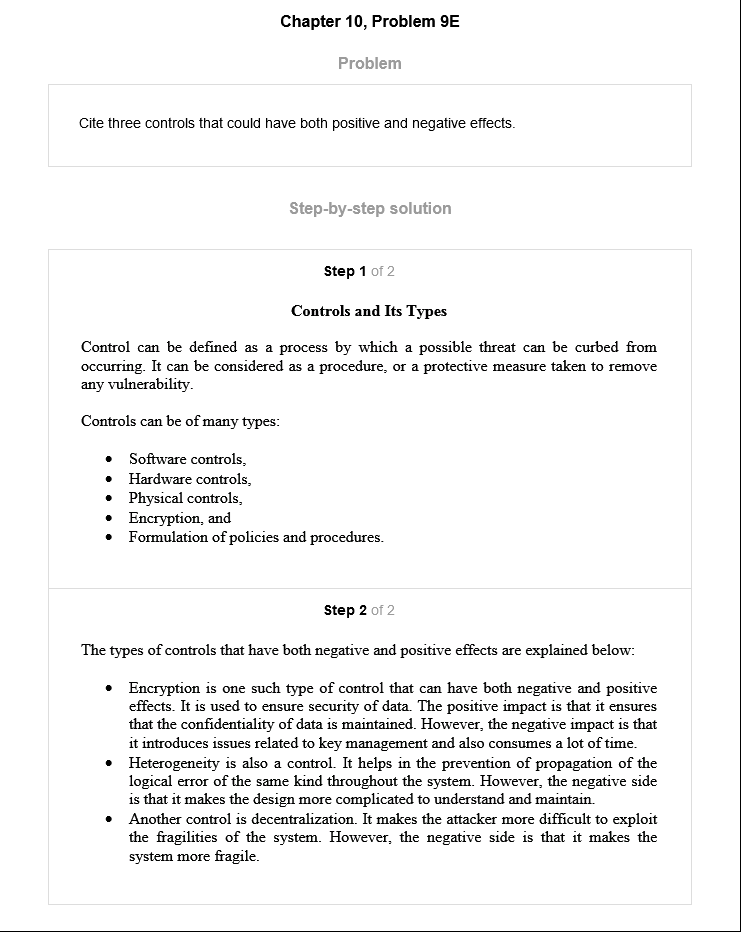 Chapter 10, Problem 9E
Problem
Cite three controls that could have both positive and negative effects.
Step-by-step solution
Step 1 of 2
Controls and Its Types
Control can be defined as a process by which a possible threat can be curbed from
occurring. It can be considered as a procedure, or a protective measure taken to remove
any vulnerability.
Controls can be of many types:
• Software controls,
• Hardware controls,
• Physical controls,
• Encryption, and
• Formulation of policies and procedures.
Step 2 of 2
The types of controls that have both negative and positive effects are explained below:
• Encryption is one such type of control that can have both negative and positive
effects. It is used to ensure security of data. The positive impact is that it ensures
that the confidentiality of data is maintained. However, the negative impact is that
it introduces issues related to key management and also consumes a lot of time.
• Heterogeneity is also a control. It helps in the prevention of propagation of the
logical error of the same kind throughout the system. However, the negative side
is that it makes the design more complicated to understand and maintain.
• Another control is decentralization. It makes the attacker more difficult to exploit
the fragilities of the system. However, the negative side is that it makes the
system more fragile.